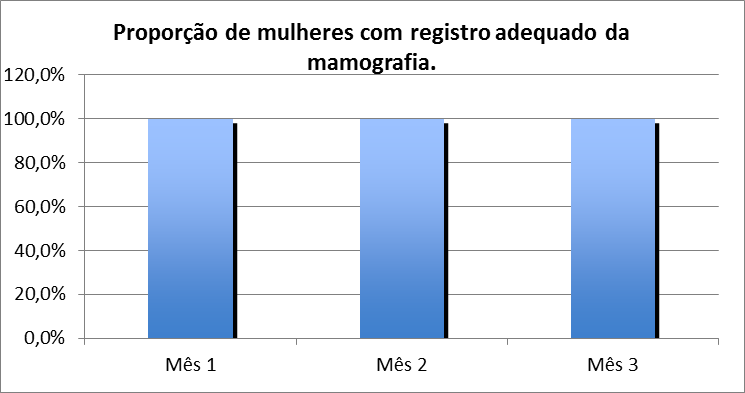 Proporção de mulheres com registro adequado da
mamografia.
120,0%
100,0%
80,0%
60,0%
40,0%
20,0%
0,0%
Mês 1
Mês 2
Mês 3